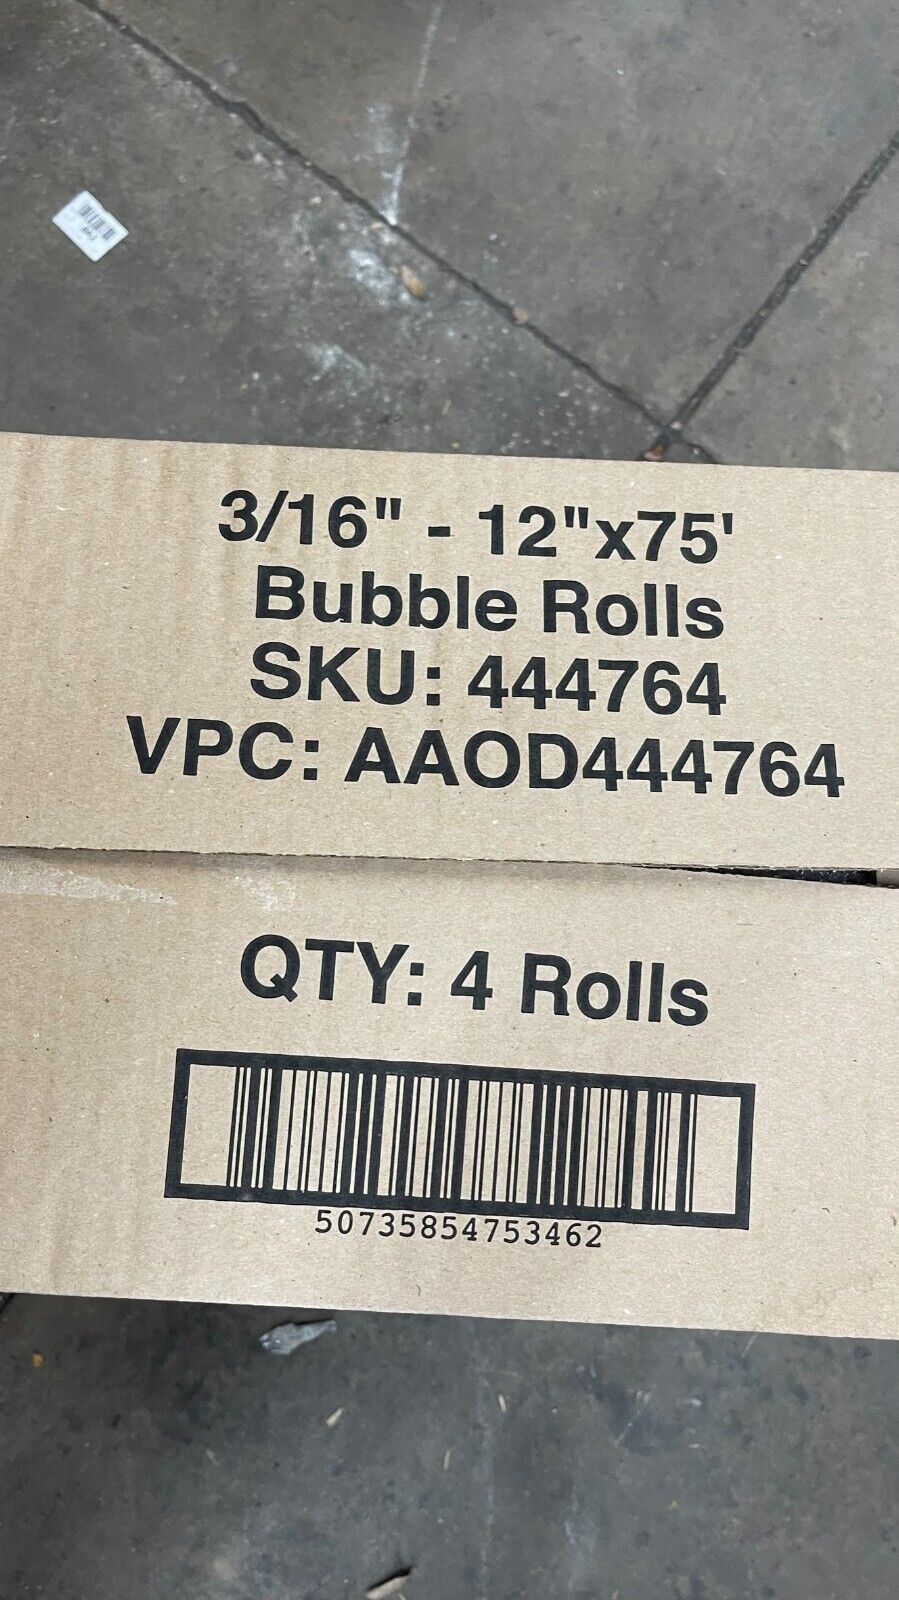 3/16" - 12"x75'
Bubble Rolls
SKU: 444764
VPC: AAOD444764
QTY: 4 Rolls
50735854753462